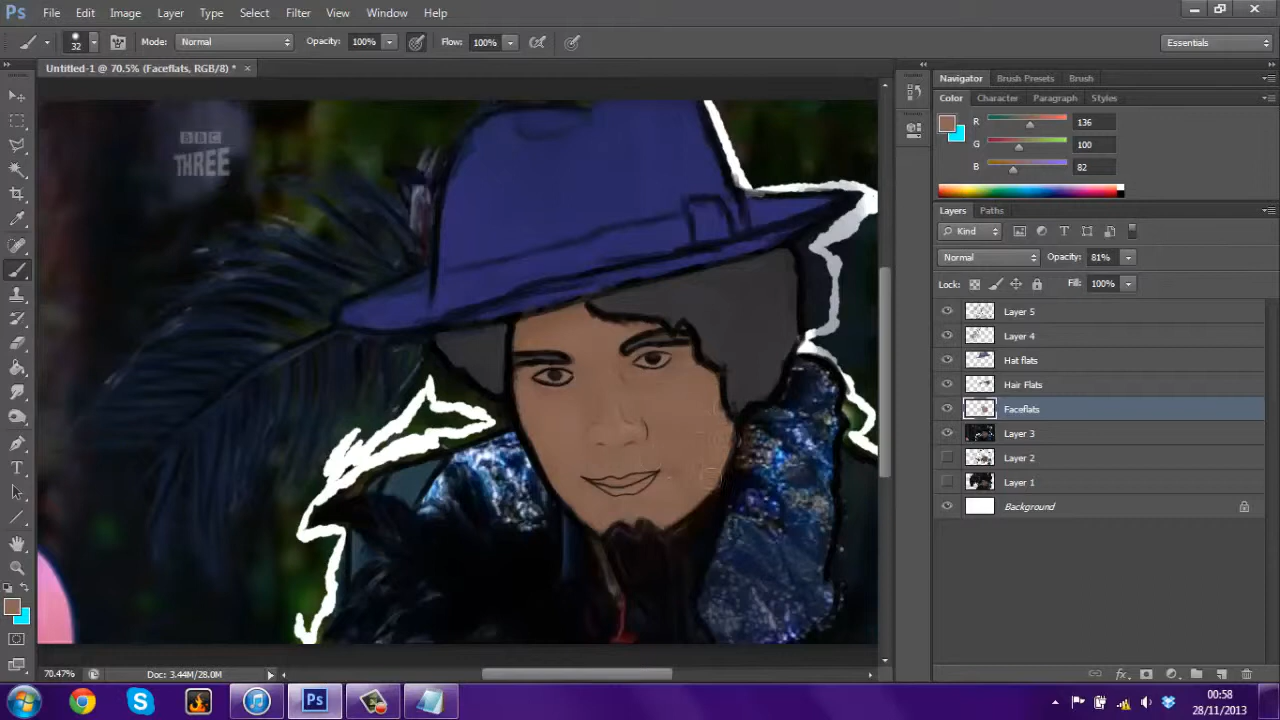 Ps File Edit Image Layer Type Select Filter View Window Help
32 Mode: Normal Opacity: 100% Flow: 100% Essentials
Untitled-1 @ 70.5% (Faceflats, RGB/8) * ×
Navigator Brush Presets Brush
Color Character Paragraph Styles
R 136
G 100
B 82
BBC
THREE
Layers Paths
Kind
Normal Opacity: 81%
Lock: Fill: 100%
Layer 5
Layer 4
Hat flats
Hair Flats
Faceflats
Layer 3
Layer 2
Layer 1
Background
70.47% Doc: 3.44M/28.0M
Ps
00:58
28/11/2013